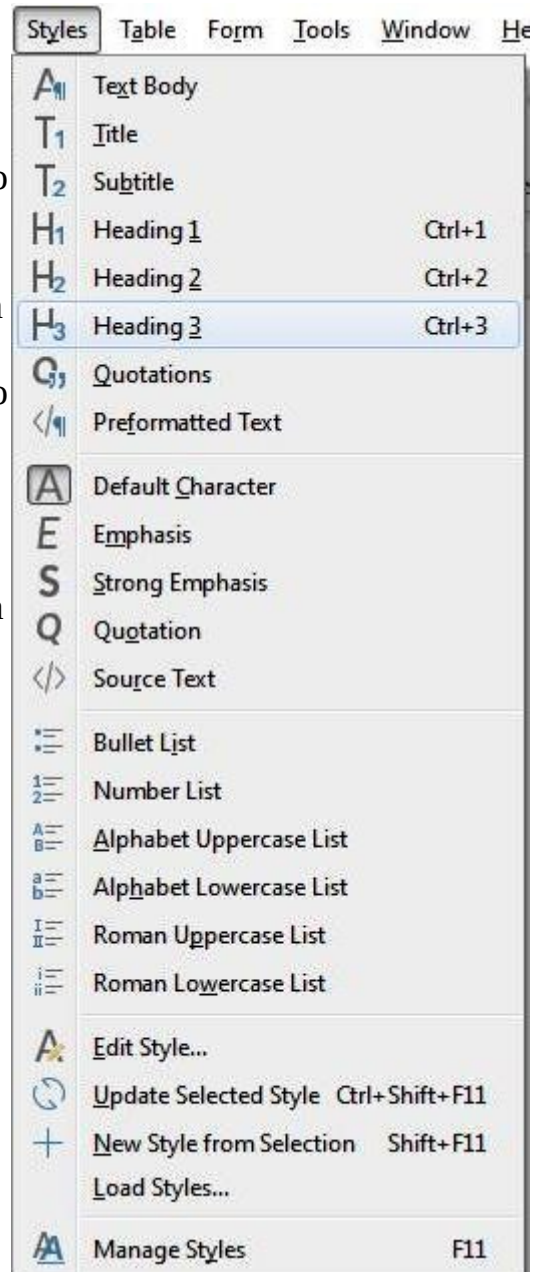 Styles Table Form Tools Window He
Text Body
Title
Subtitle
Heading 1 Ctrl+1
Heading 2 Ctrl+2
Heading 3 Ctrl+3
Quotations
Preformatted Text
Default Character
Emphasis
Strong Emphasis
Quotation
Source Text
Bullet List
Number List
Alphabet Uppercase List
Alphabet Lowercase List
Roman Uppercase List
Roman Lowercase List
Edit Style...
Update Selected Style Ctrl+Shift+F11
New Style from Selection Shift+F11
Load Styles...
Manage Styles F11